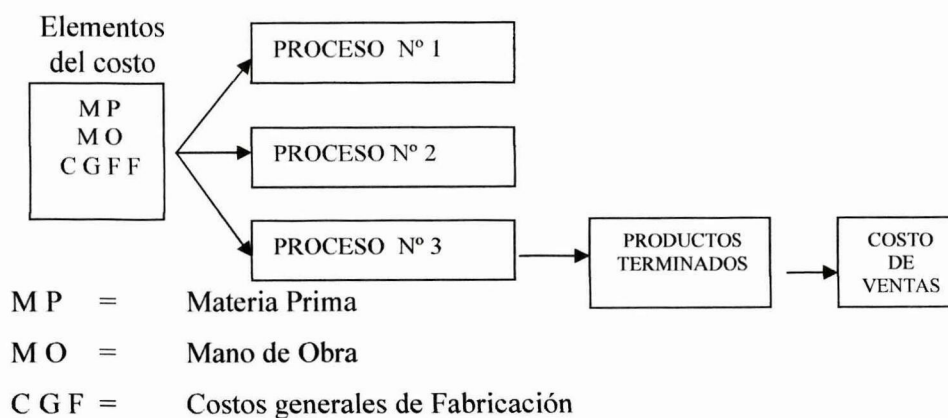 Elementos
del costo
M P
M O
C G F F
PROCESO Nº 1
PROCESO Nº 2
PROCESO Nº 3
PRODUCTOS
TERMINADOS
COSTO
DE
VENTAS
M P = Materia Prima
M O = Mano de Obra
C G F = Costos generales de Fabricación